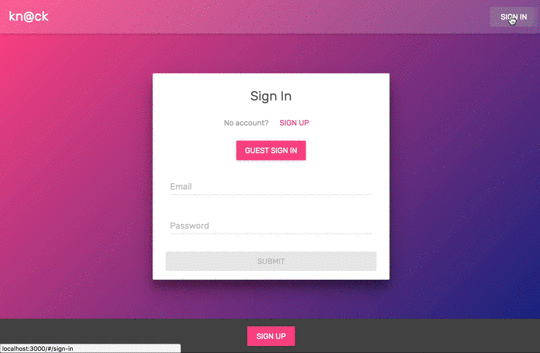 kn@ck
SIGN IN
Sign In
No account? SIGN UP
GUEST SIGN IN
Email
Password
SUBMIT
SIGN UP
localhost:3000/#/sign-in